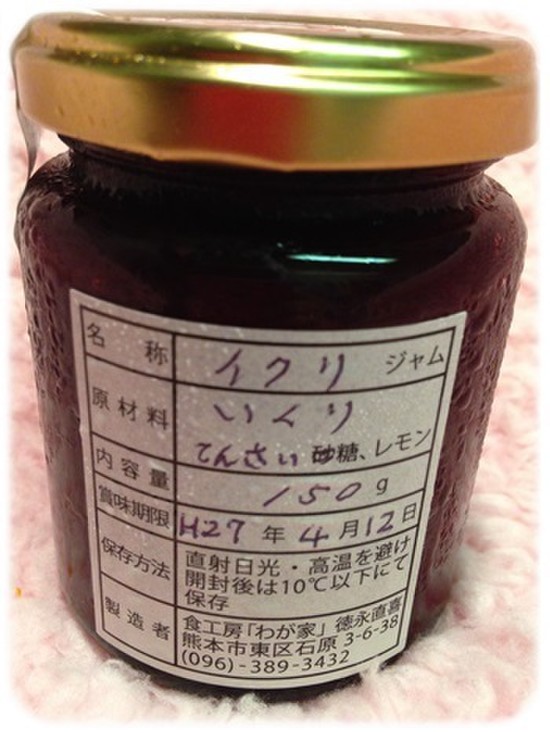 名称 イクリ ジャム
原材料 いくり
てんさい砂糖、レモン
内容量 150g
賞味期限 H27年4月12日
保存方法 直射日光・高温を避け
開封後は10℃以下にて
保存
製造者 食工房「わが家」徳永直喜
熊本市東区石原 3-6-38
(096)-389-3432